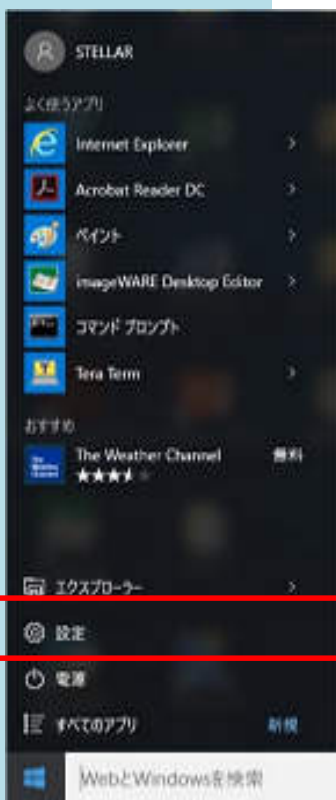 STELLAR
よく使うアプリ
Internet Explorer
Acrobat Reader DC
ペイント
imageWARE Desktop Editor
コマンド プロンプト
Tera Term
おすすめ
The Weather Channel 無料
エクスプローラー
設定
電源
すべてのアプリ 新規
WebとWindowsを検索